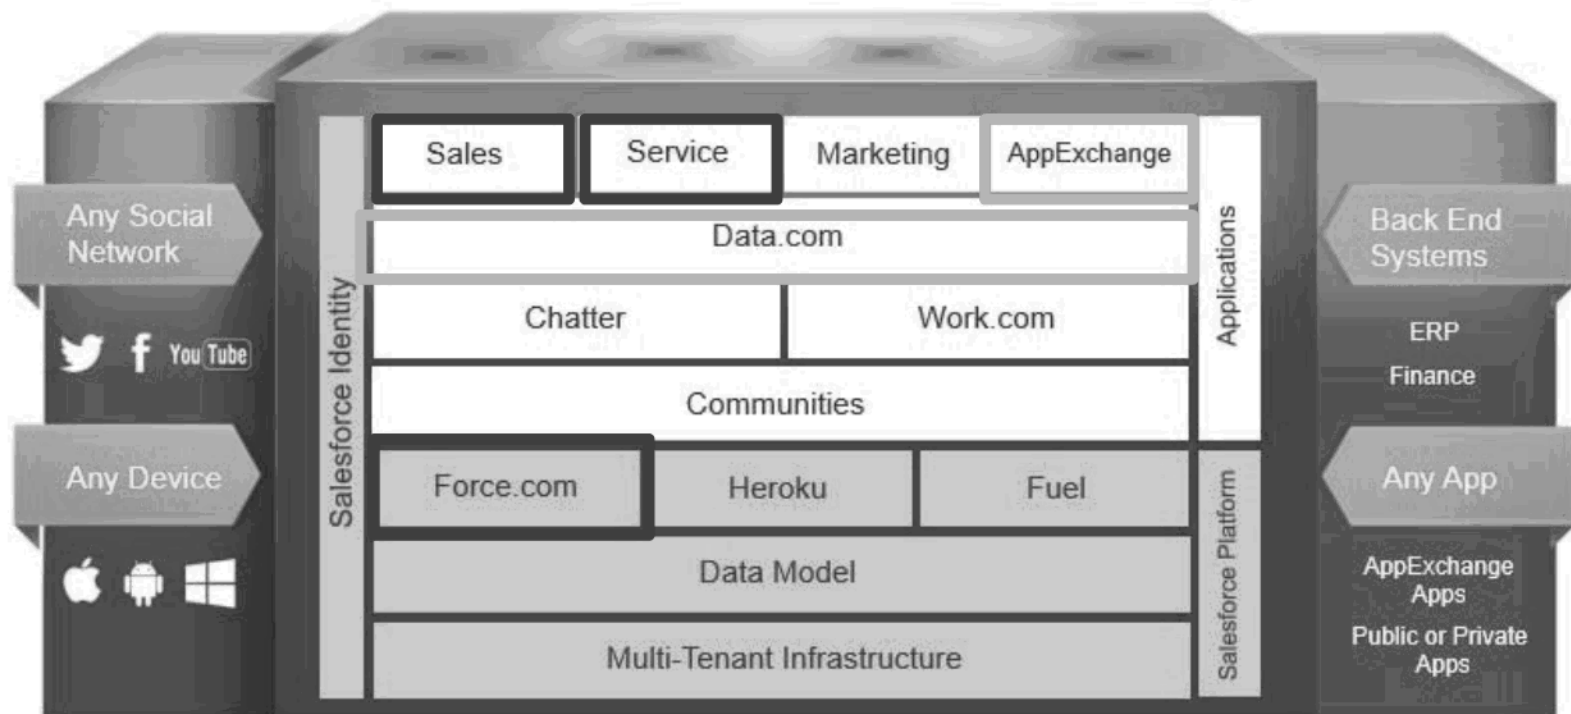 Any Social
Network
You Tube
Any Device
Salesforce Identity
Sales
Service
Marketing
AppExchange
Data.com
Chatter
Work.com
Communities
Force.com
Heroku
Fuel
Data Model
Multi-Tenant Infrastructure
Applications
Salesforce Platform
Back End
Systems
ERP
Finance
Any App
AppExchange
Apps
Public or Private
Apps